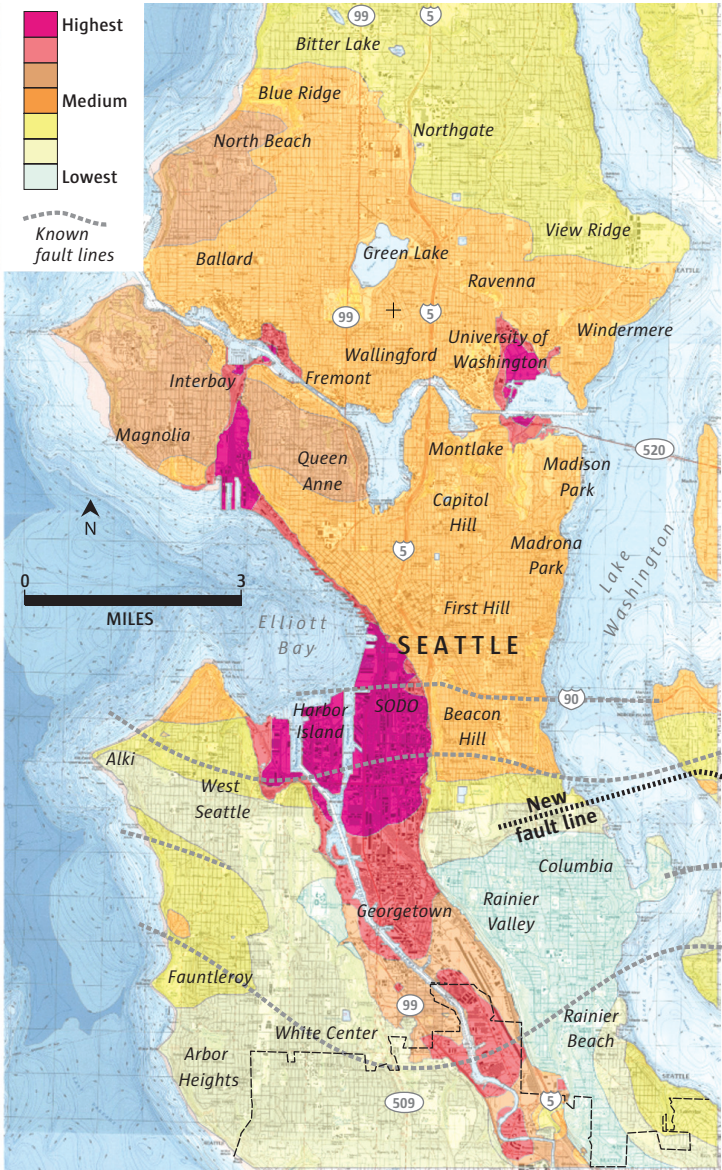 Highest
Medium
Lowest
Known
fault lines
99
5
Bitter Lake
Blue Ridge
Northgate
North Beach
View Ridge
SEATTLE
Ballard
Green Lake
Ravenna
99
5
University of
Washington
Windermere
Wallingford
Interbay
Fremont
Magnolia
Queen
Anne
Montlake
520
Madison
Park
Capitol
Hill
N
5
Madrona
Park
Lake
Washington
0
3
MILES
First Hill
Elliott
Bay
SEATTLE
90
Harbor
Island
SODO
Beacon
Hill
Alki
West
Seattle
New
fault line
Columbia
Georgetown
Rainier
Valley
Fauntleroy
99
White Center
Rainier
Beach
Arbor
Heights
SEATTLE
509
5
SEATTLE
SEATTLE